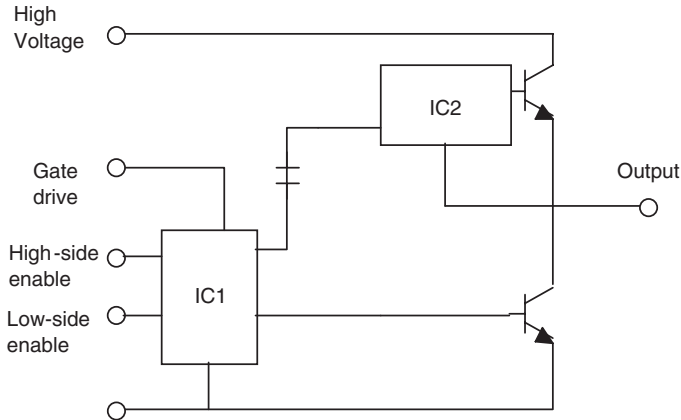 High
Voltage
IC2
Gate
drive
Output
High-side
enable
IC1
Low-side
enable